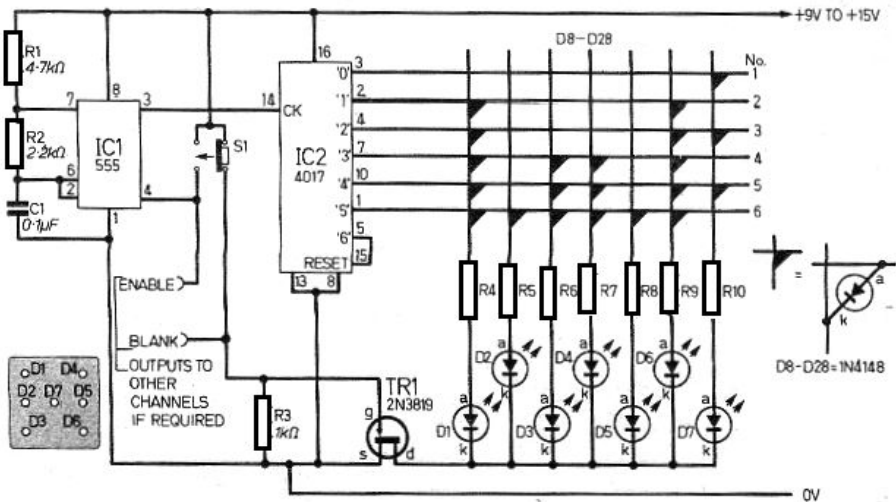 +9V TO +15V
D8-D28
No.
R1
4·7kΩ
16
'0' 3 1
8
'1' 2 2
7 3 14 CK
'2' 4 3
R2
2·2kΩ
IC1
555
S1
IC2
4017
'3' 7 4
'4' 10 5
6
2
4
'5' 1 6
C1
0·1µF
1
'6' 5
15
RESET
13 8
ENABLE
R4 R5 R6 R7 R8 R9 R10
=
a
k
BLANK
OUTPUTS TO
OTHER
CHANNELS
IF REQUIRED
D8-D28=1N4148
a a a
D2 D4 D6
k k k
D1 D4
D2 D7 D5
D3 D6
TR1
2N3819
R3
1kΩ
g
s d
a a a a
D1 D3 D5 D7
k k k k
0V